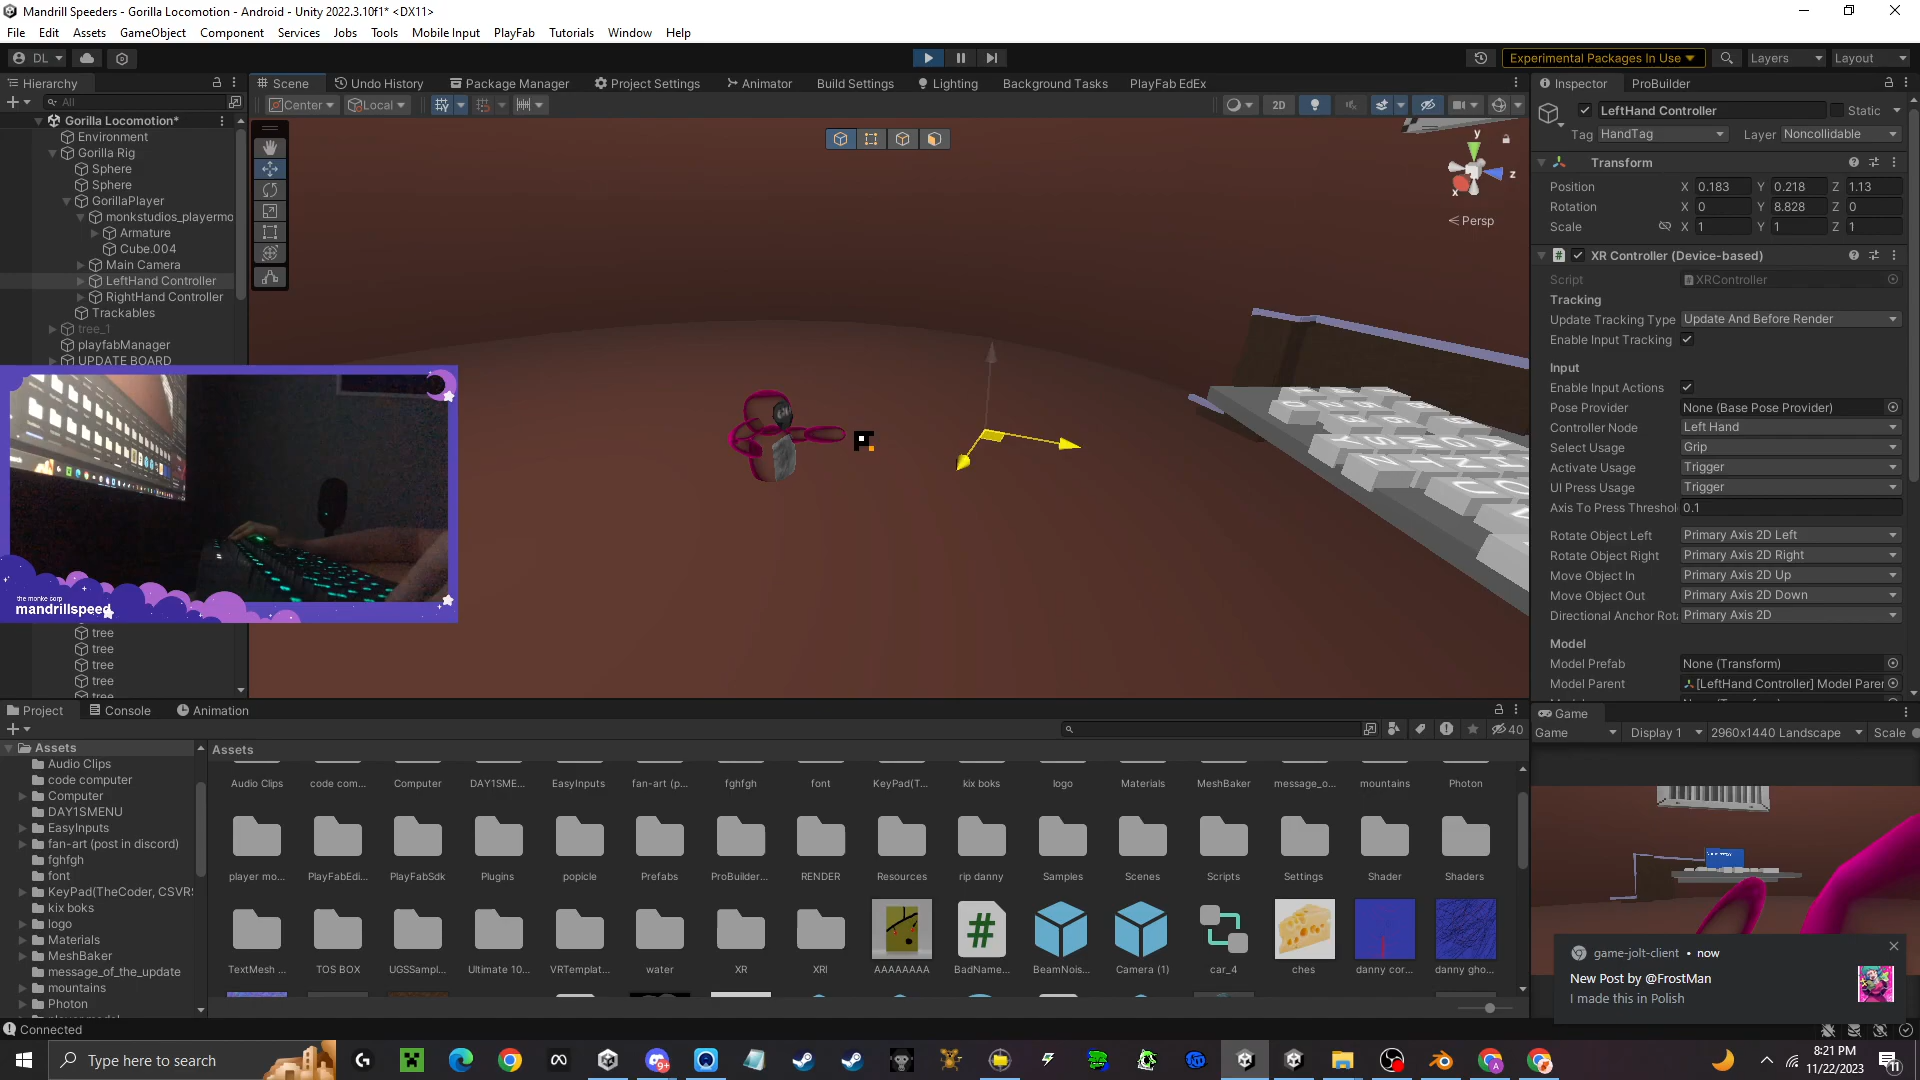 Mandrill Speeders - Gorilla Locomotion - Android - Unity 2022.3.10f1* <DX11>
File Edit Assets GameObject Component Services Jobs Tools Mobile Input PlayFab Tutorials Window Help
DL
Experimental Packages In Use
Layers
Layout
Hierarchy
Scene
Undo History
Package Manager
Project Settings
Animator
Build Settings
Lighting
Background Tasks
PlayFab EdEx
Inspector
ProBuilder
All
Center
Local
2D
Gorilla Locomotion*
Environment
Gorilla Rig
Sphere
Sphere
GorillaPlayer
monkstudios_playermo
Armature
Cube.004
Main Camera
LeftHand Controller
RightHand Controller
Trackables
tree_1
playfabManager
UPDATE BOARD
the monke corp
mandrillspeed
tree
tree
tree
tree
tree
y
z
x
Persp
LeftHand Controller
Static
Tag HandTag
Layer Noncollidable
Transform
Position X 0.183 Y 0.218 Z 1.13
Rotation X 0 Y 8.828 Z 0
Scale X 1 Y 1 Z 1
XR Controller (Device-based)
Script XRController
Tracking
Update Tracking Type Update And Before Render
Enable Input Tracking
Input
Enable Input Actions
Pose Provider None (Base Pose Provider)
Controller Node Left Hand
Select Usage Grip
Activate Usage Trigger
UI Press Usage Trigger
Axis To Press Threshol 0.1
Rotate Object Left Primary Axis 2D Left
Rotate Object Right Primary Axis 2D Right
Move Object In Primary Axis 2D Up
Move Object Out Primary Axis 2D Down
Directional Anchor Rota Primary Axis 2D
Model
Model Prefab None (Transform)
Model Parent [LeftHand Controller] Model Parer
Project
Console
Animation
40
Assets
Audio Clips
code computer
Computer
DAY1SMENU
EasyInputs
fan-art (post in discord)
fghfgh
font
KeyPad(TheCoder, CSVRS
kix boks
logo
Materials
MeshBaker
message_of_the_update
mountains
Photon
Assets
Audio Clips code com... Computer DAY1SME... EasyInputs fan-art (p... fghfgh font KeyPad(T... kix boks logo Materials MeshBaker message_o... mountains Photon
player mo... PlayFabEdi... PlayFabSdk Plugins popicle Prefabs ProBuilder... RENDER Resources rip danny Samples Scenes Scripts Settings Shader Shaders
TextMesh ... TOS BOX UGSSampl... Ultimate 10... VRTemplat... water XR XRI AAAAAAAA BadName... BeamNois... Camera (1) car_4 ches danny cor... danny gho...
Game
Game Display 1 2960x1440 Landscape Scale
game-jolt-client • now
New Post by @FrostMan
I made this in Polish
Connected
Type here to search
9+
8:21 PM
11/22/2023
11